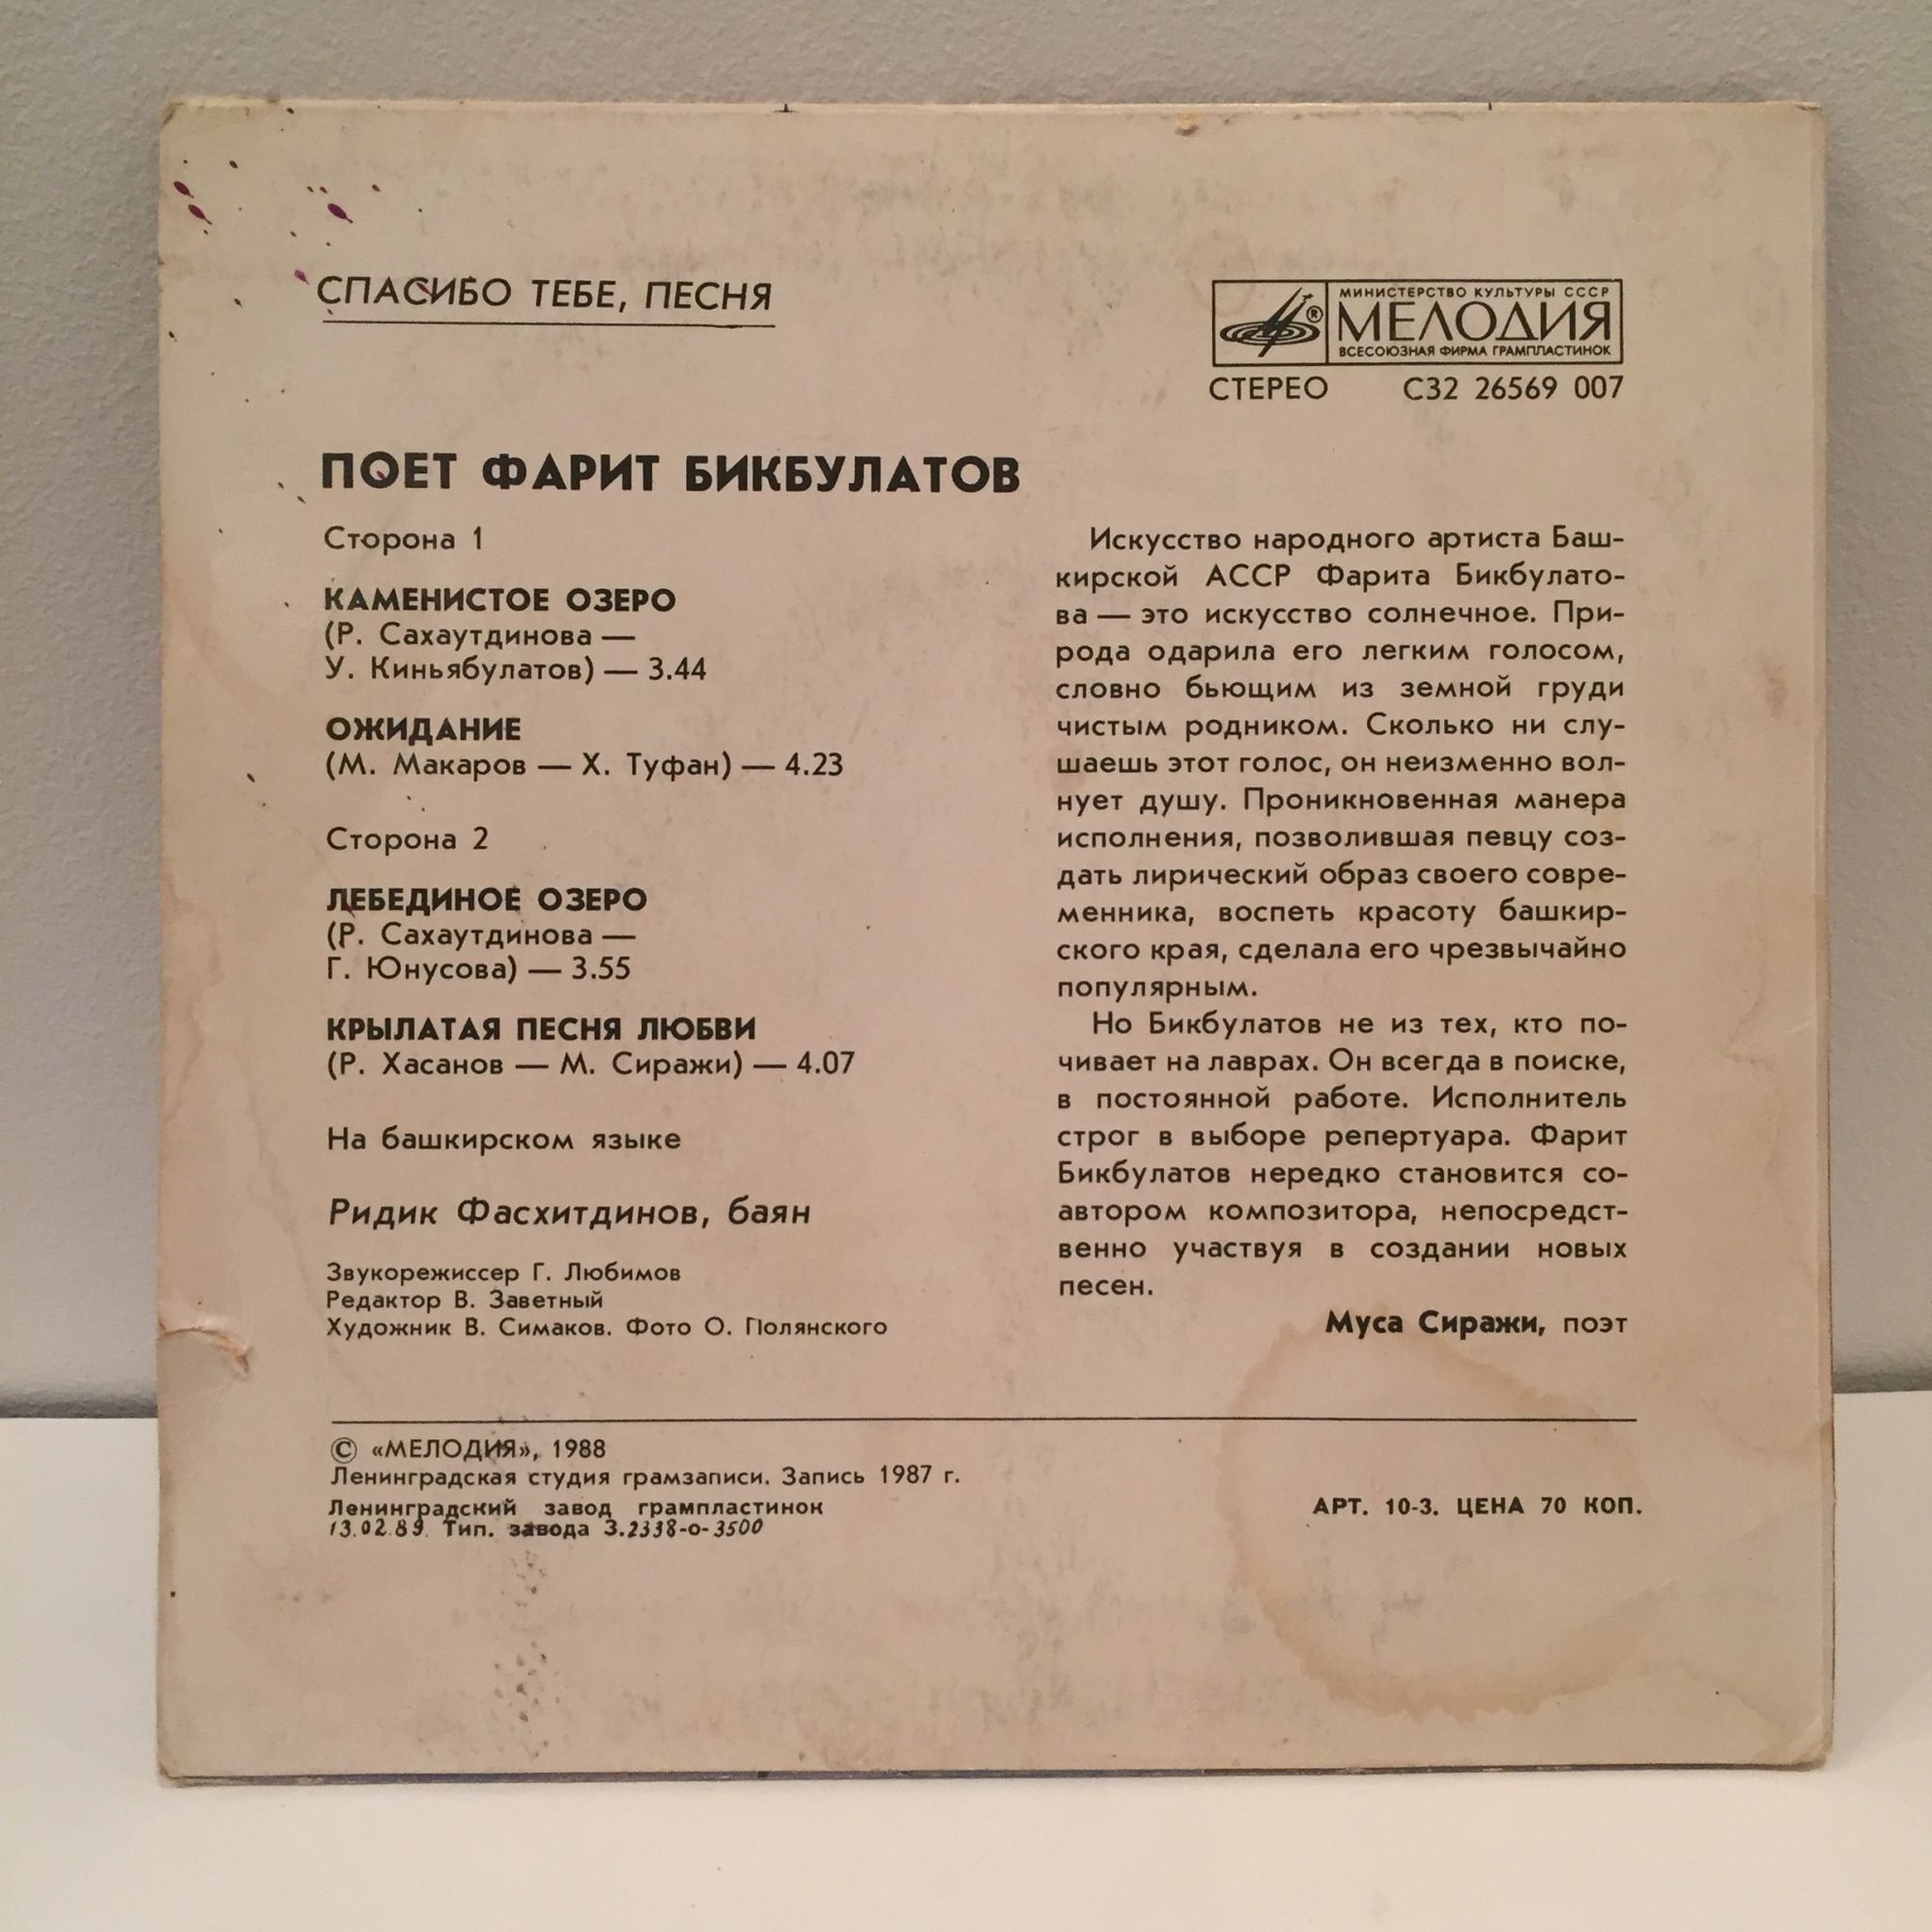 СПАСИБО ТЕБЕ, ПЕСНЯ
МИНИСТЕРСТВО КУЛЬТУРЫ СССР
МЕЛОДИЯ
ВСЕСОЮЗНАЯ ФИРМА ГРАМПЛАСТИНОК
®
СТЕРЕО С32 26569 007
ПОЕТ ФАРИТ БИКБУЛАТОВ
Сторона 1
КАМЕНИСТОЕ ОЗЕРО
(Р. Сахаутдинова —
У. Киньябулатов) — 3.44
ОЖИДАНИЕ
(М. Макаров — Х. Туфан) — 4.23
Сторона 2
ЛЕБЕДИНОЕ ОЗЕРО
(Р. Сахаутдинова —
Г. Юнусова) — 3.55
КРЫЛАТАЯ ПЕСНЯ ЛЮБВИ
(Р. Хасанов — М. Сиражи) — 4.07
На башкирском языке
Ридик Фасхитдинов, баян
Звукорежиссер Г. Любимов
Редактор В. Заветный
Художник В. Симаков. Фото О. Полянского
Искусство народного артиста Баш-
кирской АССР Фарита Бикбулато-
ва — это искусство солнечное. При-
рода одарила его легким голосом,
словно бьющим из земной груди
чистым родником. Сколько ни слу-
шаешь этот голос, он неизменно вол-
нует душу. Проникновенная манера
исполнения, позволившая певцу соз-
дать лирический образ своего совре-
менника, воспеть красоту башкир-
ского края, сделала его чрезвычайно
популярным.
Но Бикбулатов не из тех, кто по-
чивает на лаврах. Он всегда в поиске,
в постоянной работе. Исполнитель
строг в выборе репертуара. Фарит
Бикбулатов нередко становится со-
автором композитора, непосредст-
венно участвуя в создании новых
песен.
Муса Сиражи, поэт
© «МЕЛОДИЯ», 1988
Ленинградская студия грамзаписи. Запись 1987 г.
Ленинградский завод грампластинок
13.02.89. Тип. завода З.2338-о-3500
АРТ. 10-3. ЦЕНА 70 КОП.